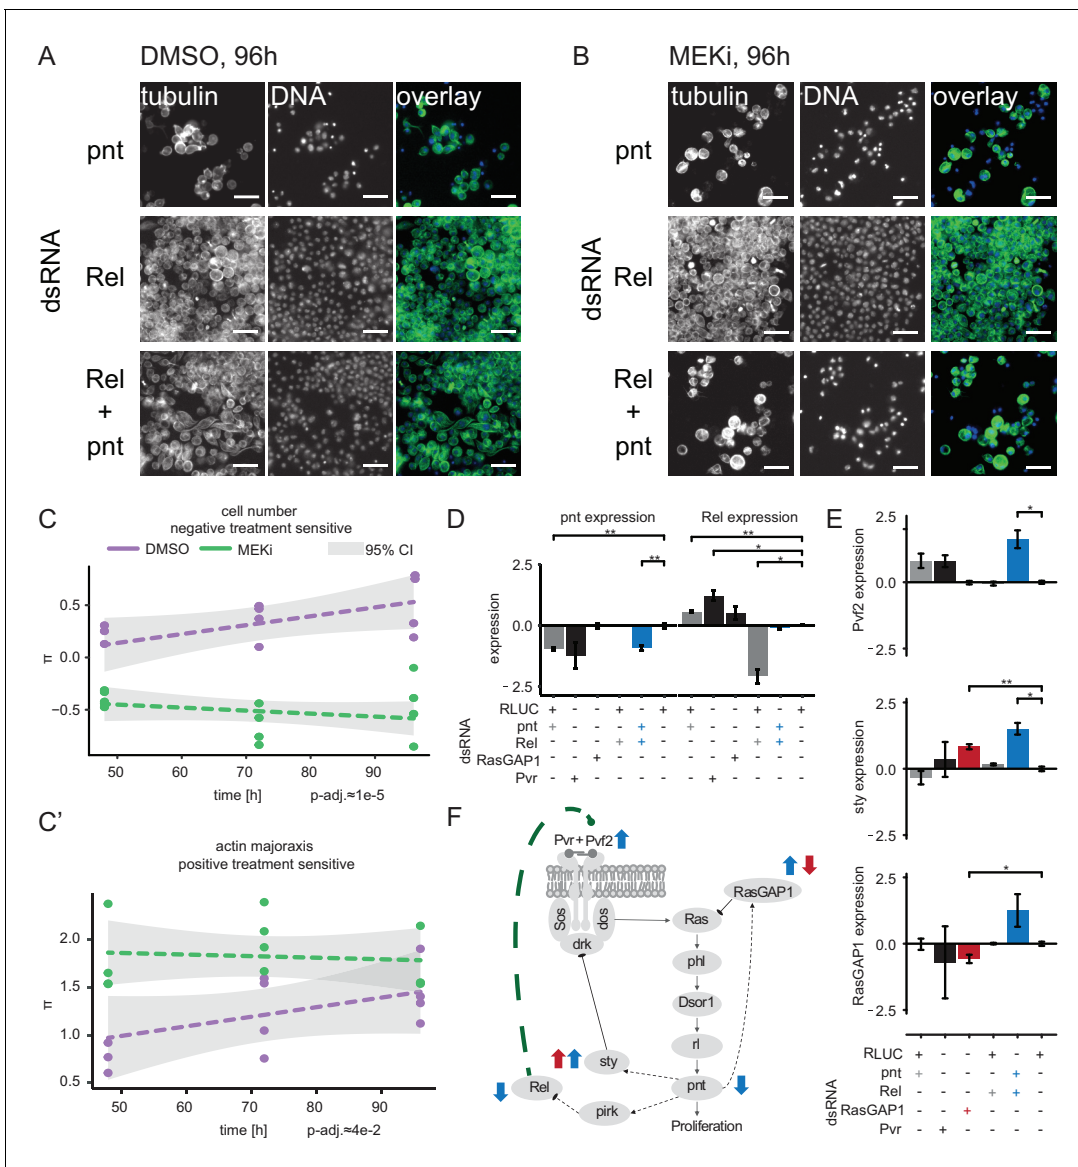 A DMSO, 96h
tubulin DNA overlay
pnt
Rel
Rel
+
pnt
dsRNA
B MEKi, 96h
tubulin DNA overlay
pnt
Rel
Rel
+
pnt
dsRNA
C
cell number
negative treatment sensitive
DMSO MEKi 95% CI
0.5
0.0
−0.5
π
50 60 70 80 90
time [h] p-adj.≈1e-5
C'
actin majoraxis
positive treatment sensitive
2.0
1.5
1.0
0.5
π
50 60 70 80 90
time [h] p-adj.≈4e-2
D
pnt expression Rel expression
** **
* 
** *
2.5
0.0
−2.5
expression
RLUC + - - + - + + - - + - +
pnt + - - - + - + - - - + -
Rel - - - + + - - - - + + -
RasGAP1 - - + - - - - - + - - -
Pvr - + - - - - - + - - - -
dsRNA
E
*
2.5
0.0
−2.5
Pvf2 expression
**
*
2.5
0.0
−2.5
sty expression
*
2.5
0.0
−2.5
RasGAP1 expression
RLUC + - - + - +
pnt + - - - + -
Rel - - - + + -
RasGAP1 - - + - - -
Pvr - + - - - -
dsRNA
F
Pvr + Pvf2
RasGAP1
Sos dos
Ras
drk
phl
Dsor1
rl
sty
Rel
pnt
pirk
Proliferation